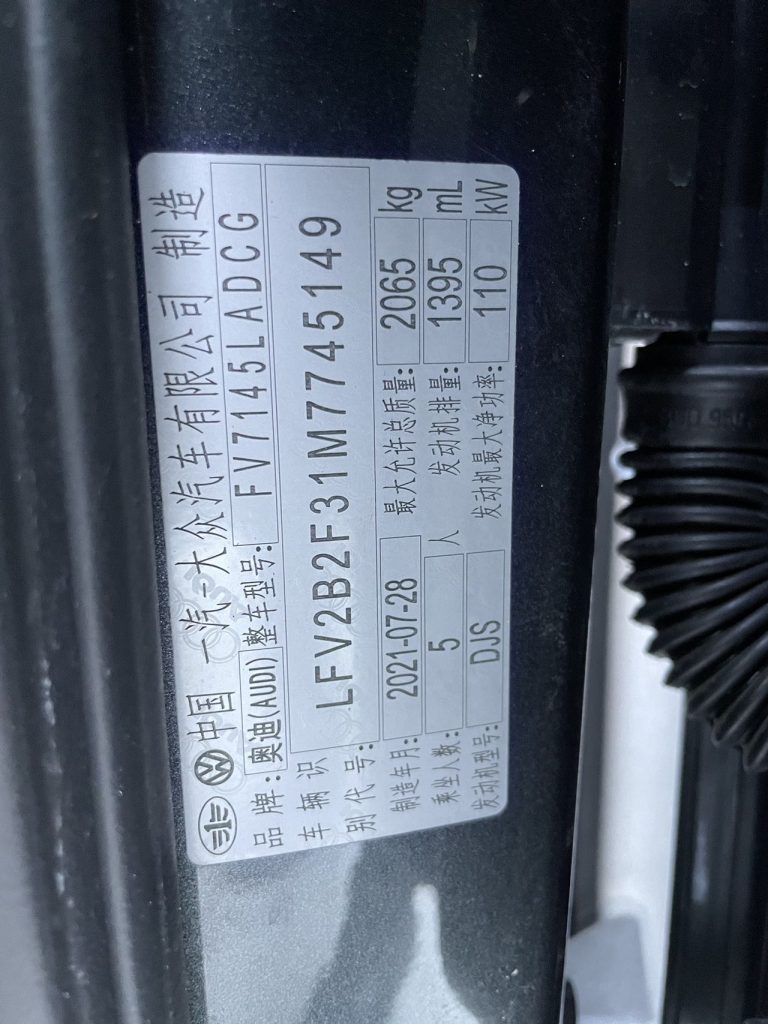 中国 一汽-大众汽车有限公司 制造
品牌:奥迪(AUDI) 整车型号: FV7145LADCG
车辆识别代号: LFV2B2F31M7745149
制造年月: 2021-07-28 最大允许总质量: 2065 kg
乘坐人数: 5 人 发动机排量: 1395 mL
发动机型号: DJS 发动机最大净功率: 110 kW